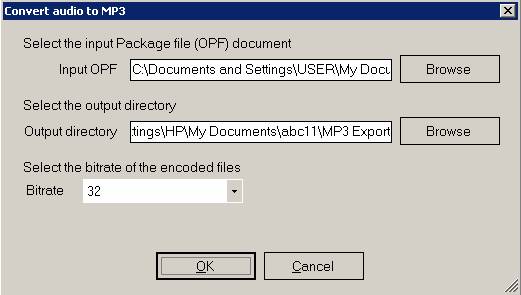 Convert audio to MP3
Select the input Package file (OPF) document
Input OPF C:\Documents and Settings\USER\My Docu Browse
Select the output directory
Output directory tings\HP\My Documents\abc11\MP3 Export Browse
Select the bitrate of the encoded files
Bitrate 32
OK Cancel